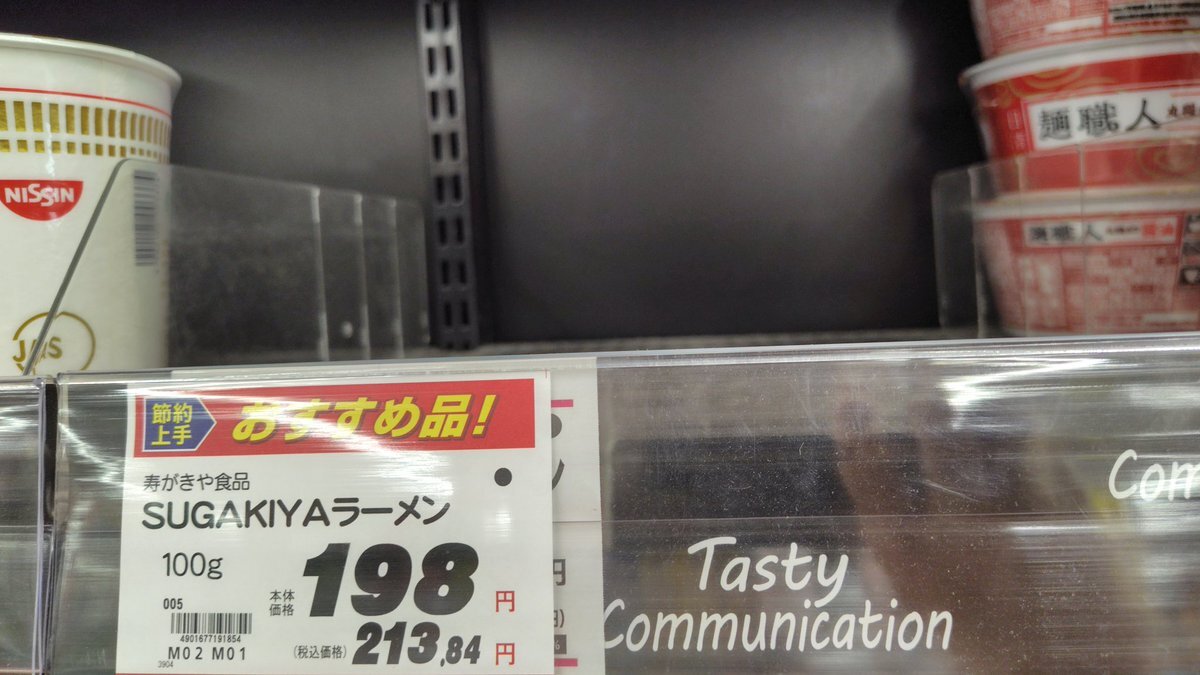 NISSIN
麺職人
麺職人
節約
上手
おすすめ品!
寿がきや食品
SUGAKIYAラーメン
100g
005
4901677191854
M02 M01
3904
本体
価格
198
円
(税込価格)
213.84
円
円
Tasty
Communication
Com